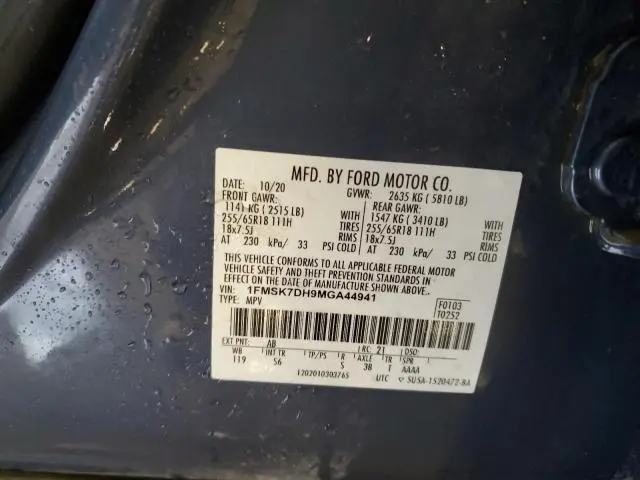 MFD. BY FORD MOTOR CO.
DATE: 10/20 GVWR: 2635 KG ( 5810 LB)
FRONT GAWR: REAR GAWR:
1141 KG ( 2515 LB) WITH 1547 KG ( 3410 LB) WITH
255/65R18 111H TIRES 255/65R18 111H TIRES
18x7.5J RIMS 18x7.5J RIMS
AT 230 kPa/ 33 PSI COLD AT 230 kPa/ 33 PSI COLD
THIS VEHICLE CONFORMS TO ALL APPLICABLE FEDERAL MOTOR
VEHICLE SAFETY AND THEFT PREVENTION STANDARDS IN
EFFECT ON THE DATE OF MANUFACTURE SHOWN ABOVE.
VIN: 1FMSK7DH9MGA44941
TYPE: MPV
F0103
T0252
EXT PNT: AB RC: 21 DSO:
WB INT TR TP/PS R AXLE TR SPR
119 S6 S 3B T AAAA
1202010303765 UTC SU5A-1520472-BA